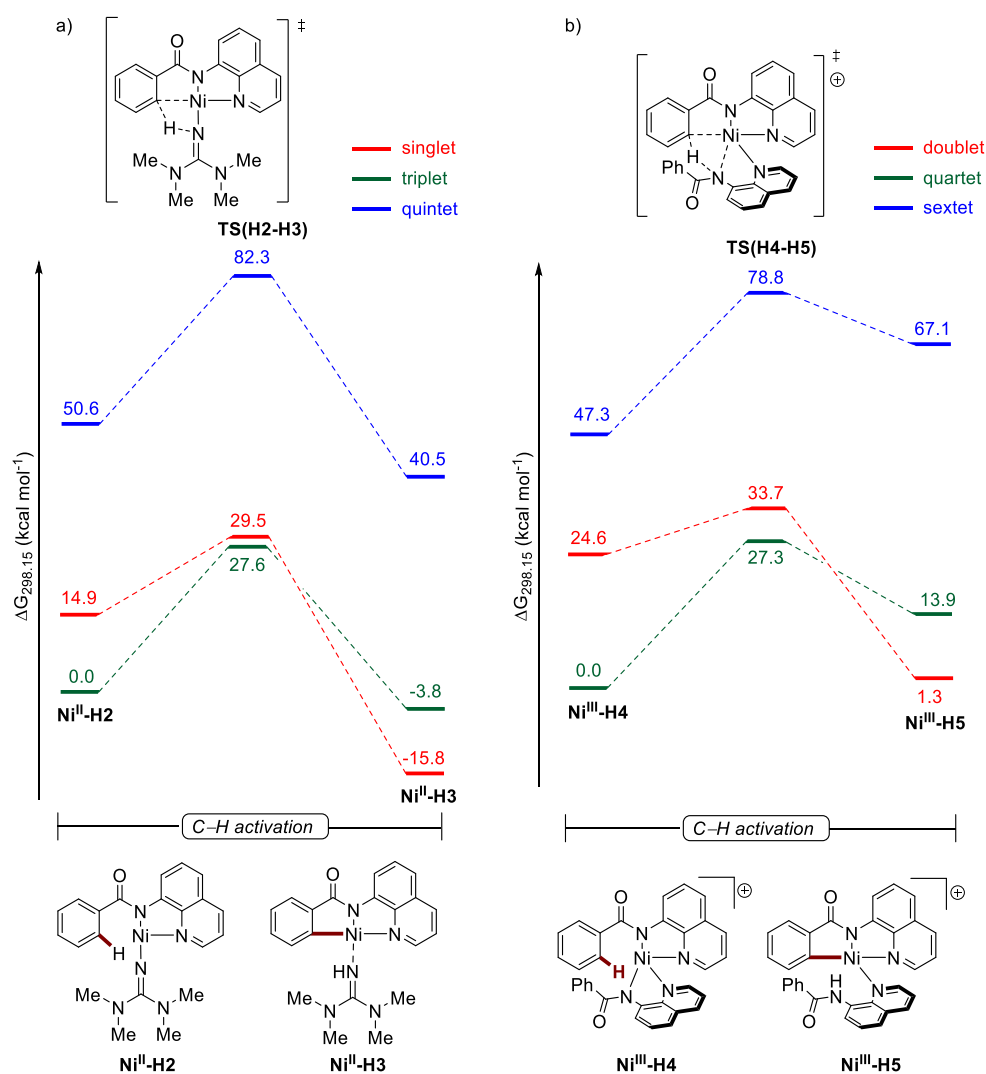 a)
O
N
Ni
N
H
N
Me
Me
N
N
Me
Me
‡
TS(H2-H3)
singlet
triplet
quintet
b)
O
N
Ni
N
H
Ph
N
N
O
‡
⊕
TS(H4-H5)
doublet
quartet
sextet
ΔG298.15 (kcal mol-1)
82.3
50.6
40.5
29.5
27.6
14.9
0.0
-3.8
-15.8
NiII-H2
NiII-H3
C–H activation
ΔG298.15 (kcal mol-1)
78.8
67.1
47.3
33.7
27.3
24.6
13.9
0.0
1.3
NiIII-H4
NiIII-H5
C–H activation
O
N
Ni
N
H
N
Me
Me
N
N
Me
Me
NiII-H2
O
N
Ni
N
HN
Me
Me
N
N
Me
Me
NiII-H3
O
N
Ni
N
H
Ph
N
N
O
⊕
NiIII-H4
O
N
Ni
N
Ph
H
N
N
O
⊕
NiIII-H5